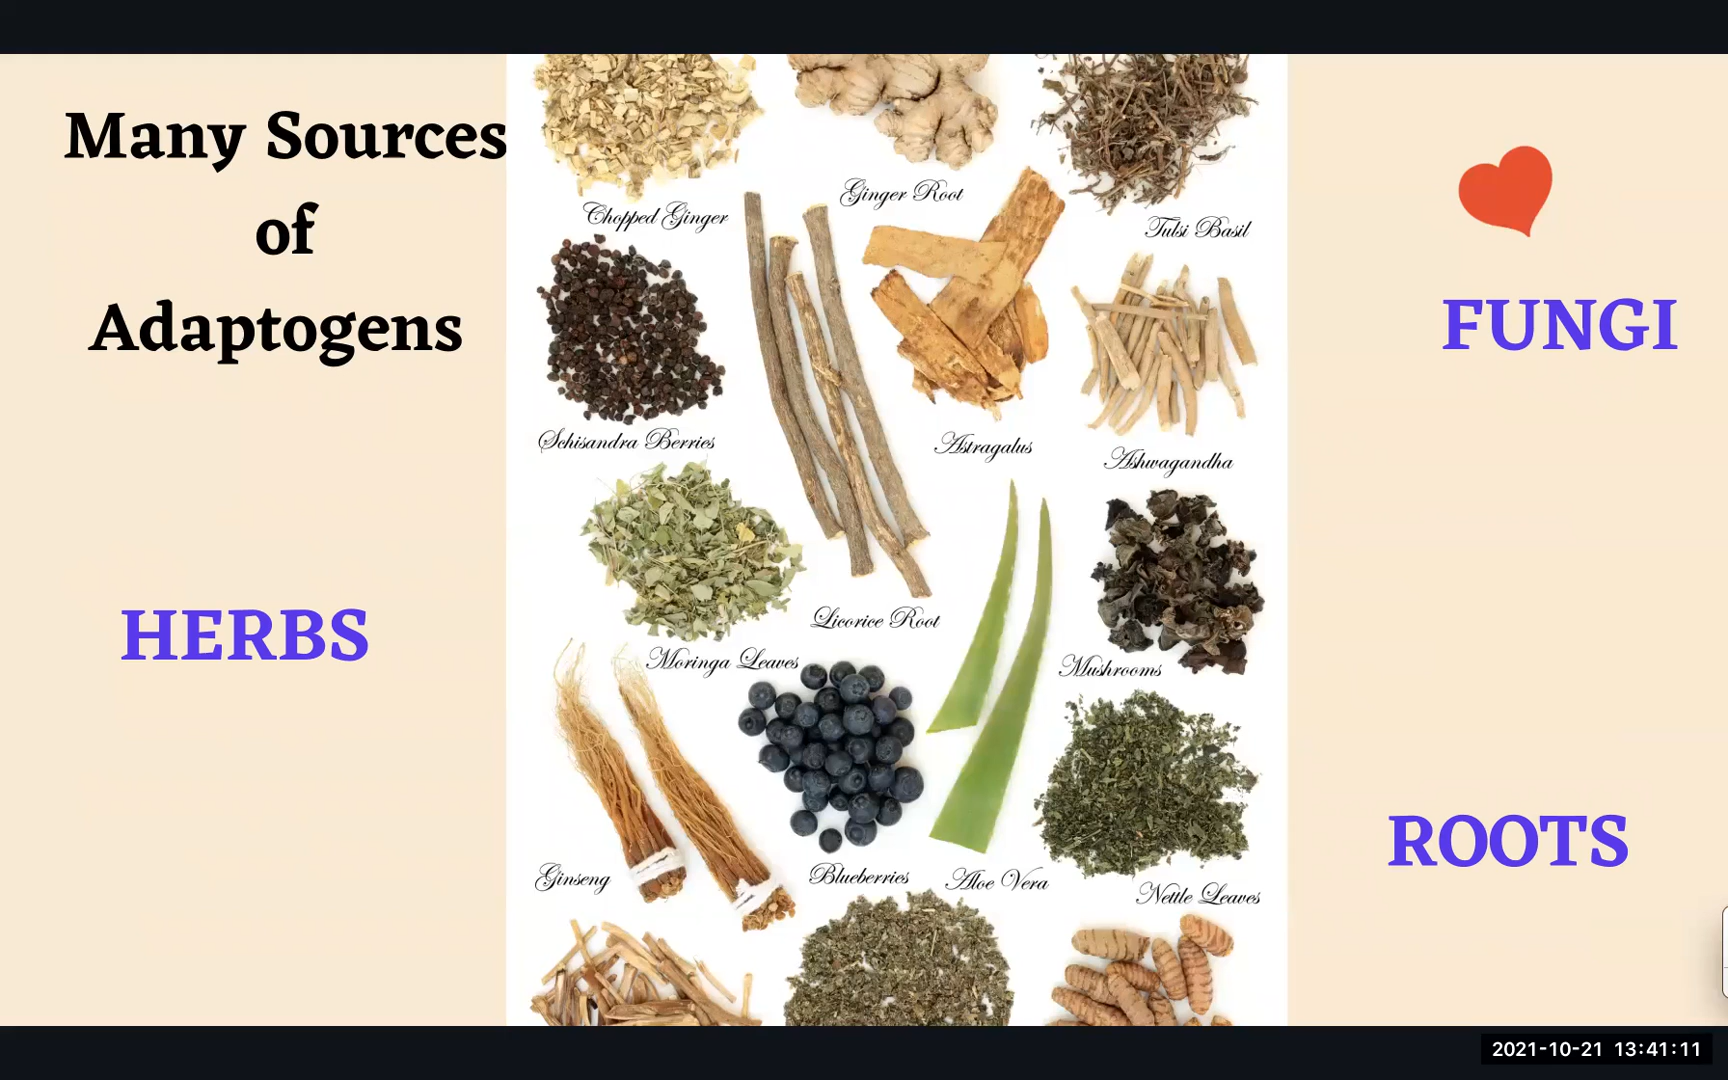 Many Sources
of
Adaptogens
HERBS
Chopped Ginger
Ginger Root
Tulsi Basil
Schisandra Berries
Astragalus
Ashwagandha
Licorice Root
Moringa Leaves
Mushrooms
Ginseng
Blueberries
Aloe Vera
Nettle Leaves
FUNGI
ROOTS
2021-10-21 13:41:11